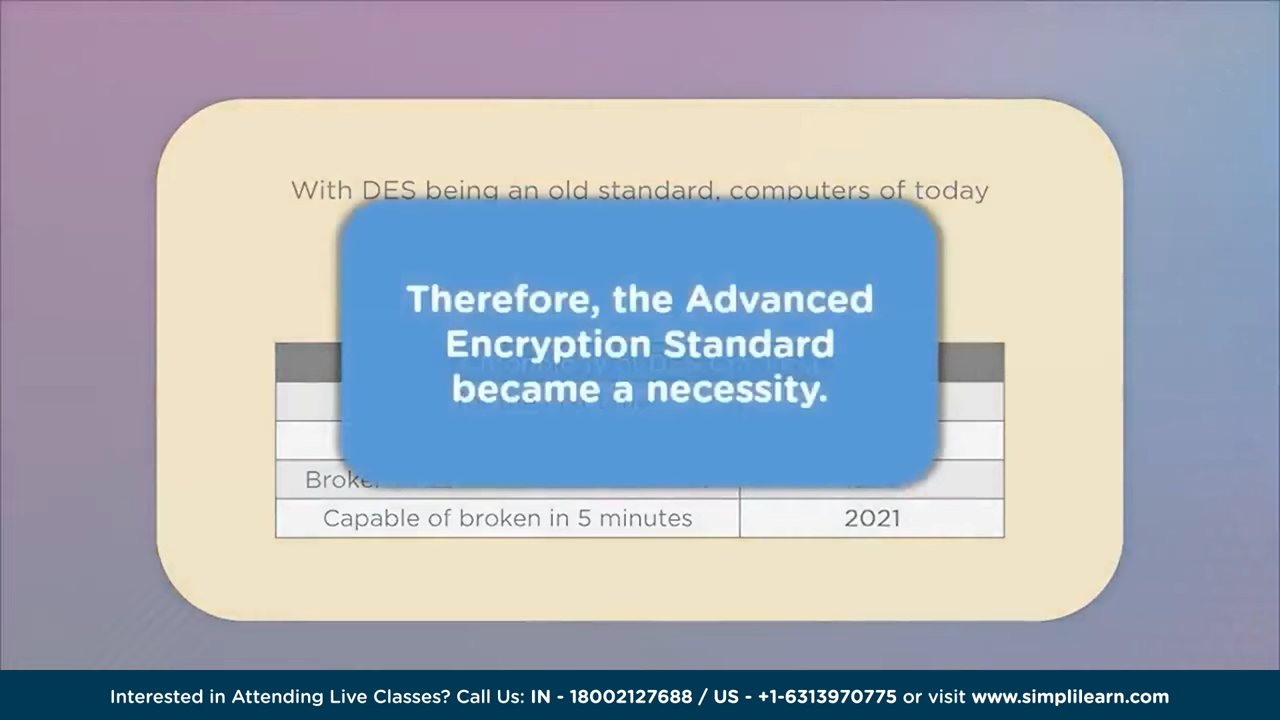 With DES being an old standard, computers of today
Therefore, the Advanced
Encryption Standard
became a necessity.
Capable of broken in 5 minutes 2021
Interested in Attending Live Classes? Call Us: IN - 18002127688 / US - +1-6313970775 or visit www.simplilearn.com